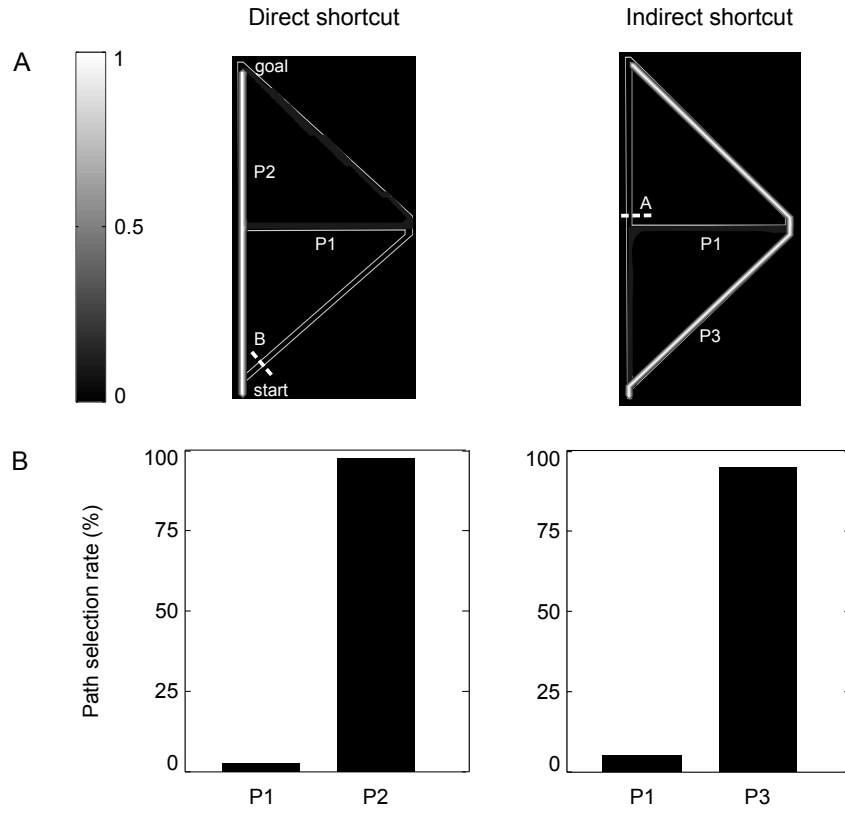 Direct shortcut
Indirect shortcut
A
1
0.5
0
goal
P2
P1
B
start
A
P1
P3
B
Path selection rate (%)
100
75
50
25
0
P1 P2
100
75
50
25
0
P1 P3